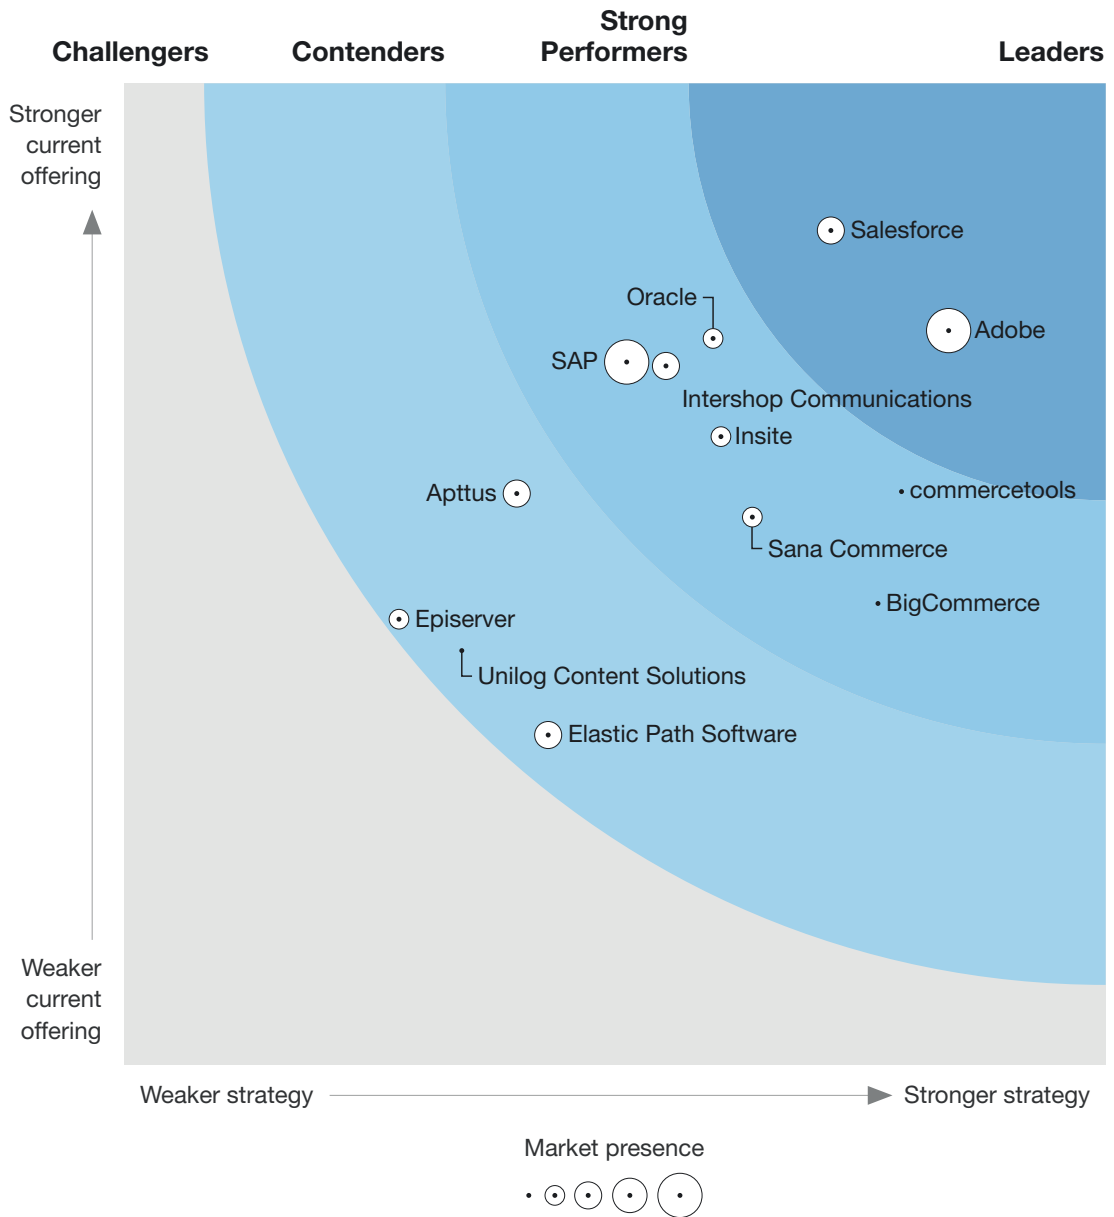 Challengers
Contenders
Strong
Performers
Leaders
Stronger
current
offering
Salesforce
Oracle
Adobe
SAP
Intershop Communications
Insite
Apttus
commercetools
Sana Commerce
BigCommerce
Episerver
Unilog Content Solutions
Elastic Path Software
Weaker
current
offering
Weaker strategy
Stronger strategy
Market presence